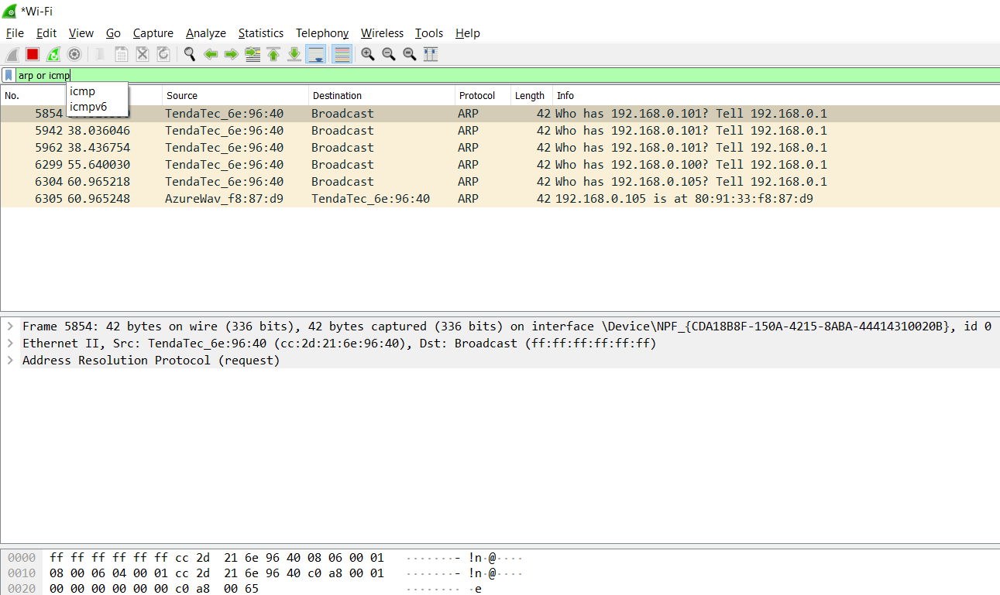 *Wi-Fi
File Edit View Go Capture Analyze Statistics Telephony Wireless Tools Help
arp or icmp
icmp
icmpv6
No. Source Destination Protocol Length Info
5854 TendaTec_6e:96:40 Broadcast ARP 42 Who has 192.168.0.101? Tell 192.168.0.1
5942 38.036046 TendaTec_6e:96:40 Broadcast ARP 42 Who has 192.168.0.101? Tell 192.168.0.1
5962 38.436754 TendaTec_6e:96:40 Broadcast ARP 42 Who has 192.168.0.101? Tell 192.168.0.1
6299 55.640030 TendaTec_6e:96:40 Broadcast ARP 42 Who has 192.168.0.100? Tell 192.168.0.1
6304 60.965218 TendaTec_6e:96:40 Broadcast ARP 42 Who has 192.168.0.105? Tell 192.168.0.1
6305 60.965248 AzureWav_f8:87:d9 TendaTec_6e:96:40 ARP 42 192.168.0.105 is at 80:91:33:f8:87:d9
Frame 5854: 42 bytes on wire (336 bits), 42 bytes captured (336 bits) on interface \Device\NPF_{CDA18B8F-150A-4215-8ABA-44414310020B}, id 0
Ethernet II, Src: TendaTec_6e:96:40 (cc:2d:21:6e:96:40), Dst: Broadcast (ff:ff:ff:ff:ff:ff)
Address Resolution Protocol (request)
0000 ff ff ff ff ff ff cc 2d 21 6e 96 40 08 06 00 01 ·······- !n·@····
0010 08 00 06 04 00 01 cc 2d 21 6e 96 40 c0 a8 00 01 ·······- !n·@····
0020 00 00 00 00 00 00 c0 a8 00 65 ········ ·e